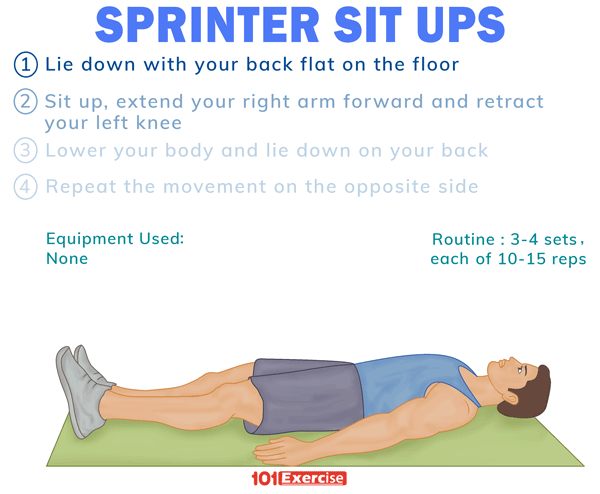 SPRINTER SIT UPS
1 Lie down with your back flat on the floor
2 Sit up, extend your right arm forward and retract
your left knee
3 Lower your body and lie down on your back
4 Repeat the movement on the opposite side
Equipment Used:
None
Routine : 3-4 sets,
each of 10-15 reps
101Exercise